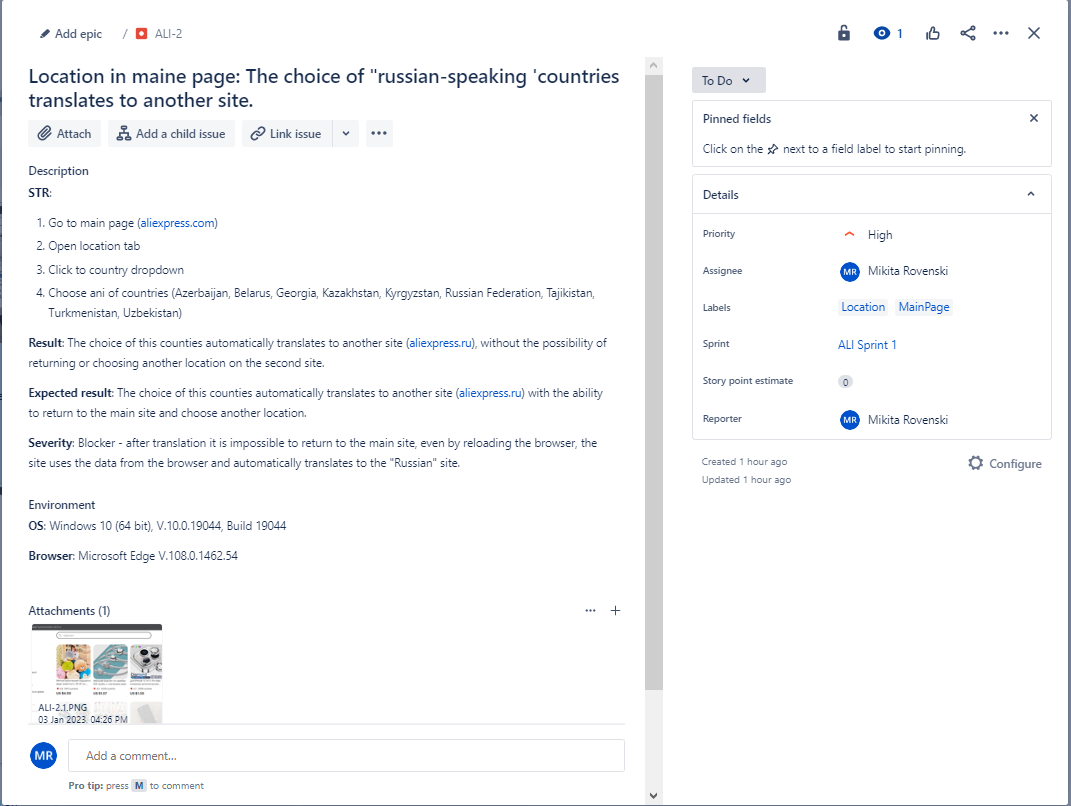 Add epic / ALI-2
1
Location in maine page: The choice of "russian-speaking 'countries
translates to another site.
Attach Add a child issue Link issue
Description
STR:
1. Go to main page (aliexpress.com)
2. Open location tab
3. Click to country dropdown
4. Choose ani of countries (Azerbaijan, Belarus, Georgia, Kazakhstan, Kyrgyzstan, Russian Federation, Tajikistan,
Turkmenistan, Uzbekistan)
Result: The choice of this counties automatically translates to another site (aliexpress.ru), without the possibility of
returning or choosing another location on the second site.
Expected result: The choice of this counties automatically translates to another site (aliexpress.ru) with the ability
to return to the main site and choose another location.
Severity: Blocker - after translation it is impossible to return to the main site, even by reloading the browser, the
site uses the data from the browser and automatically translates to the "Russian" site.
Environment
OS: Windows 10 (64 bit), V.10.0.19044, Build 19044
Browser: Microsoft Edge V.108.0.1462.54
Attachments (1)
ALI-2.1.PNG
03 Jan 2023, 04:26 PM
MR
Add a comment...
Pro tip: press M to comment
To Do
Pinned fields
Click on the next to a field label to start pinning.
Details
Priority High
Assignee MR Mikita Rovenski
Labels Location MainPage
Sprint ALI Sprint 1
Story point estimate 0
Reporter MR Mikita Rovenski
Created 1 hour ago
Updated 1 hour ago
Configure